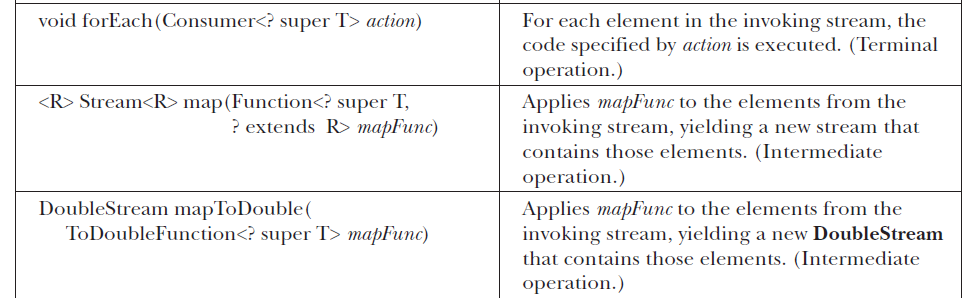 void forEach(Consumer<? super T> action)
For each element in the invoking stream, the
code specified by action is executed. (Terminal
operation.)
<R> Stream<R> map(Function<? super T,
? extends R> mapFunc)
Applies mapFunc to the elements from the
invoking stream, yielding a new stream that
contains those elements. (Intermediate
operation.)
DoubleStream mapToDouble(
ToDoubleFunction<? super T> mapFunc)
Applies mapFunc to the elements from the
invoking stream, yielding a new DoubleStream
that contains those elements. (Intermediate
operation.)